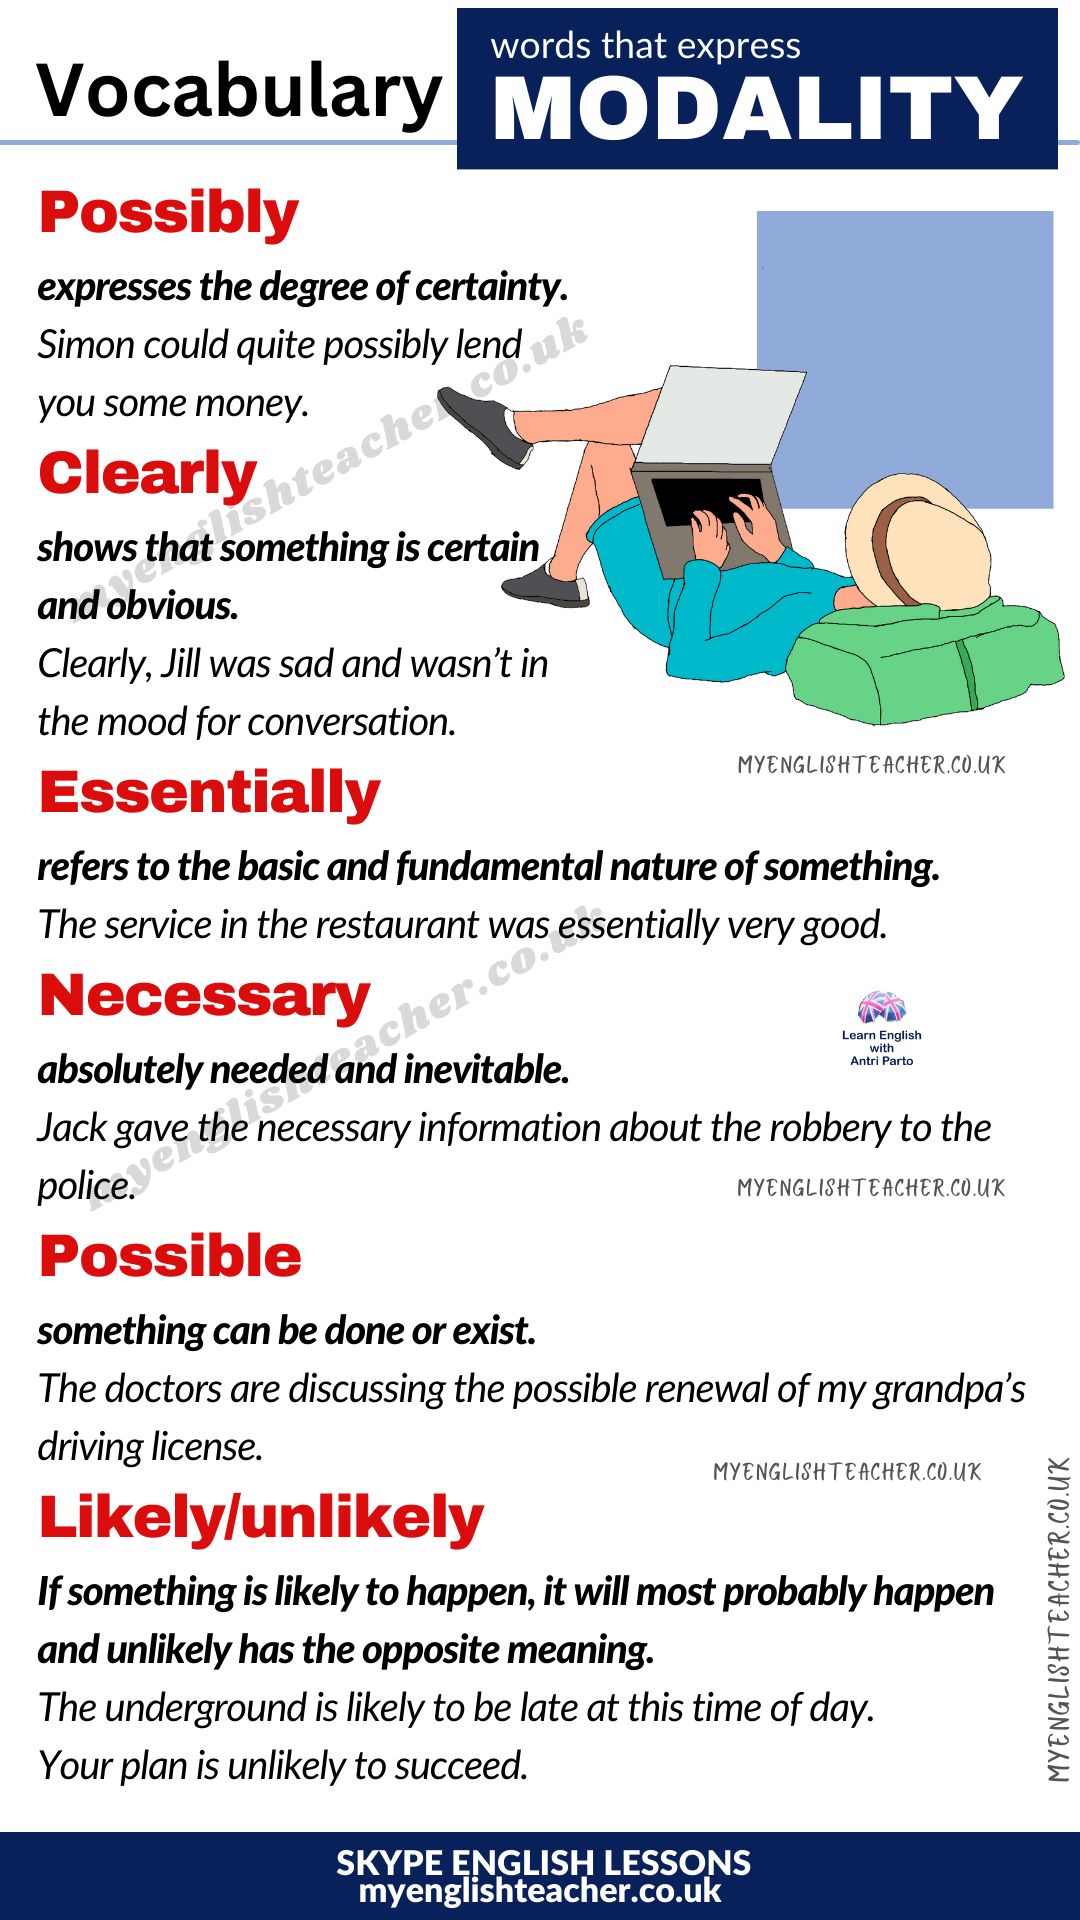 Vocabulary
words that express
MODALITY
Possibly
expresses the degree of certainty.
Simon could quite possibly lend
you some money.
myenglishteacher.co.uk
Clearly
shows that something is certain
and obvious.
Clearly, Jill was sad and wasn’t in
the mood for conversation.
MYENGLISHTEACHER.CO.UK
Essentially
refers to the basic and fundamental nature of something.
The service in the restaurant was essentially very good.
myenglishteacher.co.uk
Necessary
Learn English
with
Antri Parto
absolutely needed and inevitable.
Jack gave the necessary information about the robbery to the
police.
MYENGLISHTEACHER.CO.UK
Possible
something can be done or exist.
The doctors are discussing the possible renewal of my grandpa’s
driving license.
MYENGLISHTEACHER.CO.UK
Likely/unlikely
If something is likely to happen, it will most probably happen
and unlikely has the opposite meaning.
The underground is likely to be late at this time of day.
Your plan is unlikely to succeed.
MYENGLISHTEACHER.CO.UK
SKYPE ENGLISH LESSONS
myenglishteacher.co.uk